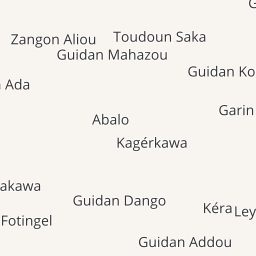 G
Zangon Aliou
Toudoun Saka
Guidan Mahazou
Guidan Ko
Ada
Garin
Abalo
Kagérkawa
akawa
Guidan Dango
Kéra
Ley
Fotingel
Guidan Addou